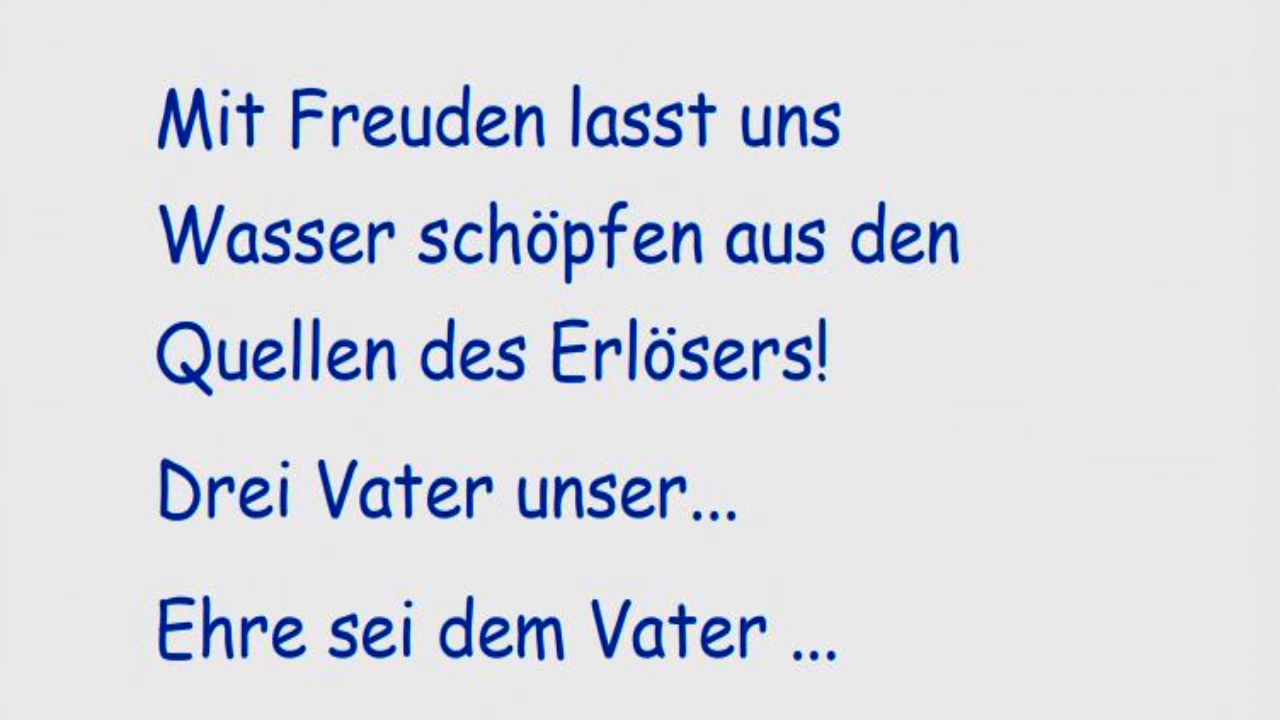 Mit Freuden lasst uns
Wasser schöpfen aus den
Quellen des Erlösers!
Drei Vater unser...
Ehre sei dem Vater ...